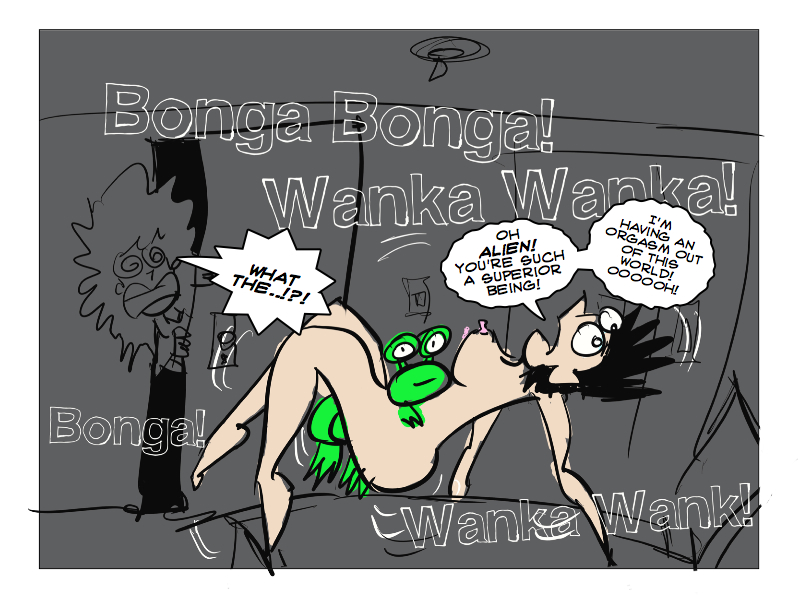 Bonga Bonga!
Wanka Wanka!
WHAT
THE..!?!
OH
ALIEN!
YOU'RE SUCH
A SUPERIOR
BEING!
I'M
HAVING AN
ORGASM OUT
OF THIS
WORLD!
OOOOOH!
Bonga!
Wanka Wank!